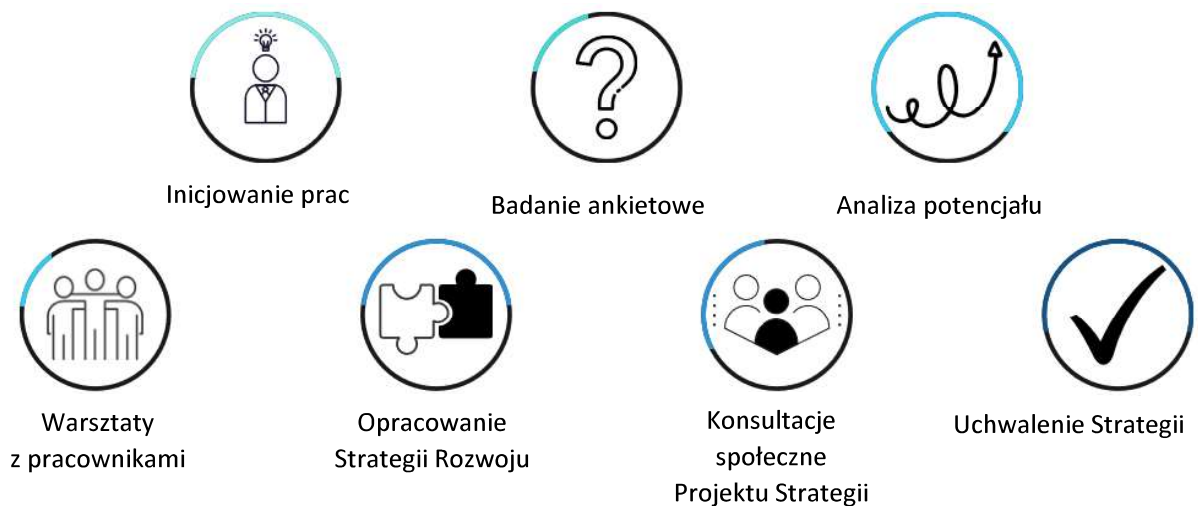 Inicjowanie prac
Badanie ankietowe
Analiza potencjału
Warsztaty
z pracownikami
Opracowanie
Strategii Rozwoju
Konsultacje
społeczne
Projektu Strategii
Uchwalenie Strategii